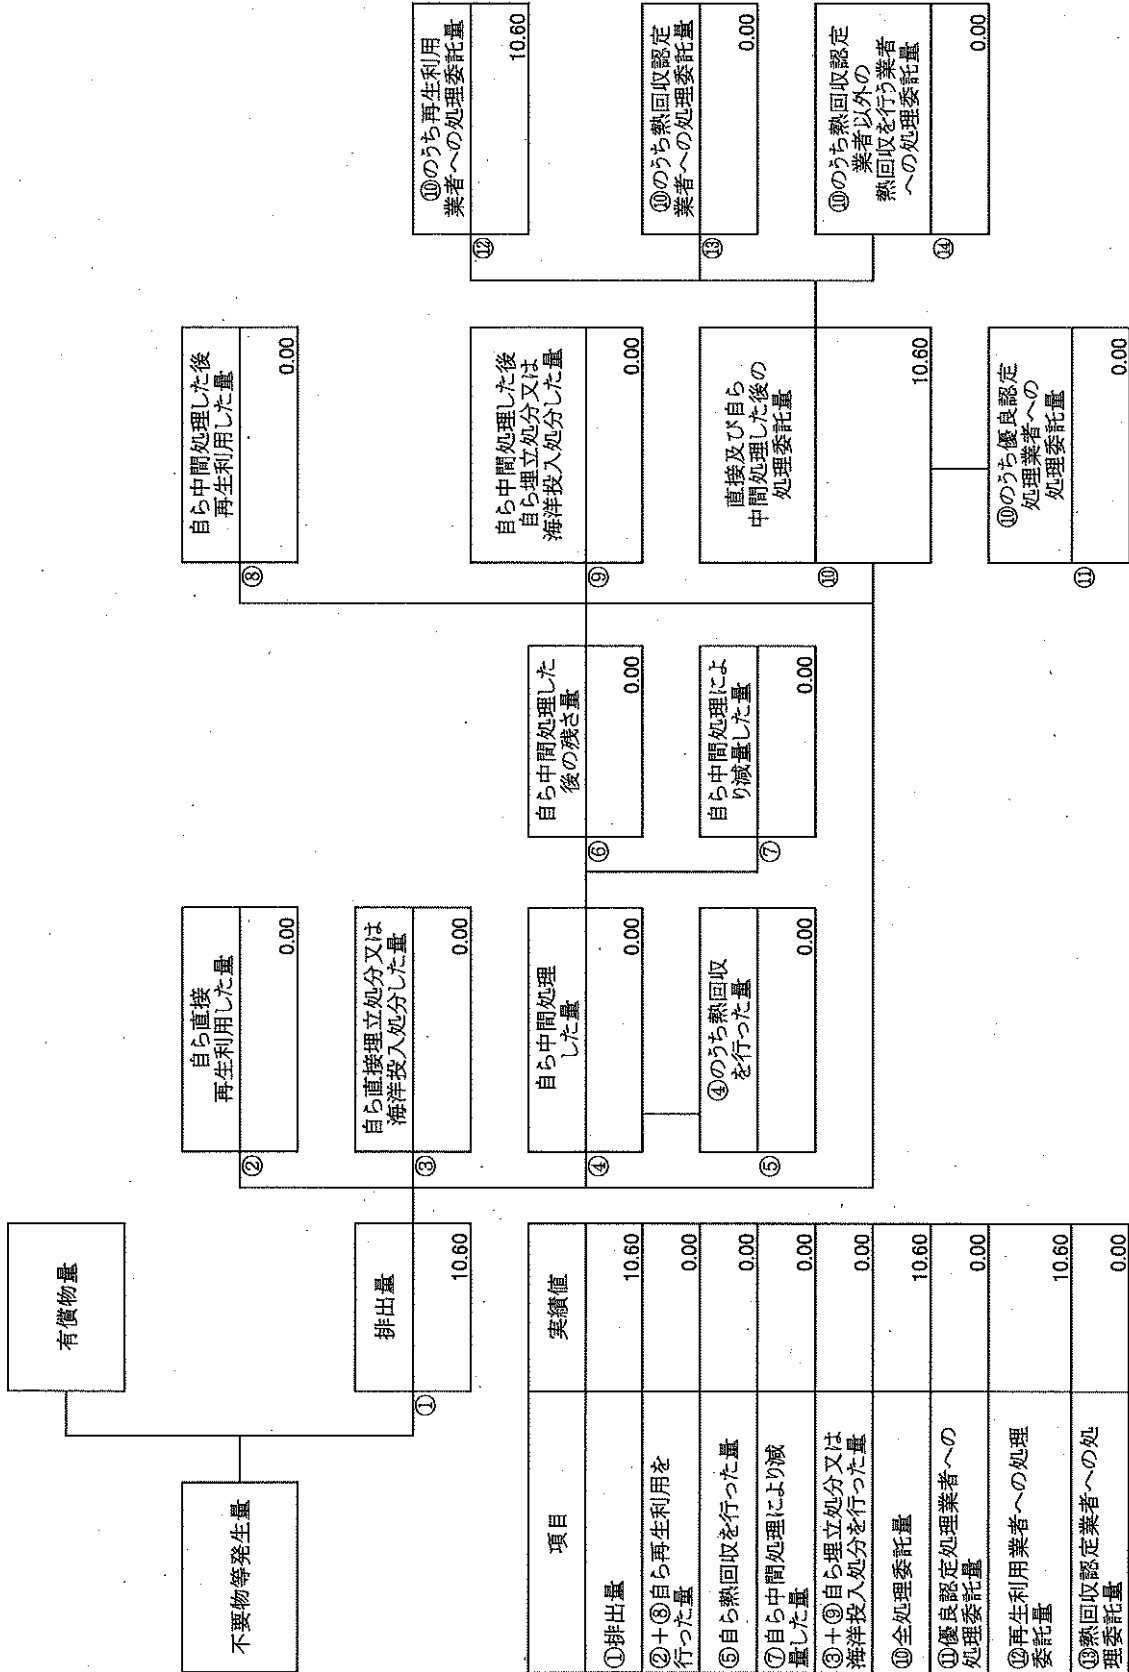 不要物等発生量
有償物量
①
排出量
10.60
②
自ら直接
再生利用した量
0.00
③
自ら直接埋立処分又は
海洋投入処分した量
0.00
④
自ら中間処理
した量
0.00
⑤
④のうち熱回収
を行った量
0.00
⑥
自ら中間処理した
後の残さ量
0.00
⑦
自ら中間処理によ
り減量した量
0.00
⑧
自ら中間処理した後
再生利用した量
0.00
⑨
自ら中間処理した後
自ら埋立処分又は
海洋投入処分した量
0.00
⑩
直接及び自ら
中間処理した後の
処理委託量
10.60
⑪
⑩のうち優良認定
処理業者への
処理委託量
0.00
⑫
⑩のうち再生利用
業者への処理委託量
10.60
⑬
⑩のうち熱回収認定
業者への処理委託量
0.00
⑭
⑩のうち熱回収認定
業者以外の
熱回収を行う業者
への処理委託量
0.00
項目 実績値
①排出量 10.60
②+⑧自ら再生利用を
行った量 0.00
⑤自ら熱回収を行った量 0.00
⑦自ら中間処理により減
量した量 0.00
③+⑨自ら埋立処分又は
海洋投入処分を行った量 0.00
⑩全処理委託量 10.60
⑪優良認定処理業者への
処理委託量 0.00
⑫再生利用業者への処理
委託量 10.60
⑬熱回収認定業者への処
理委託量 0.00